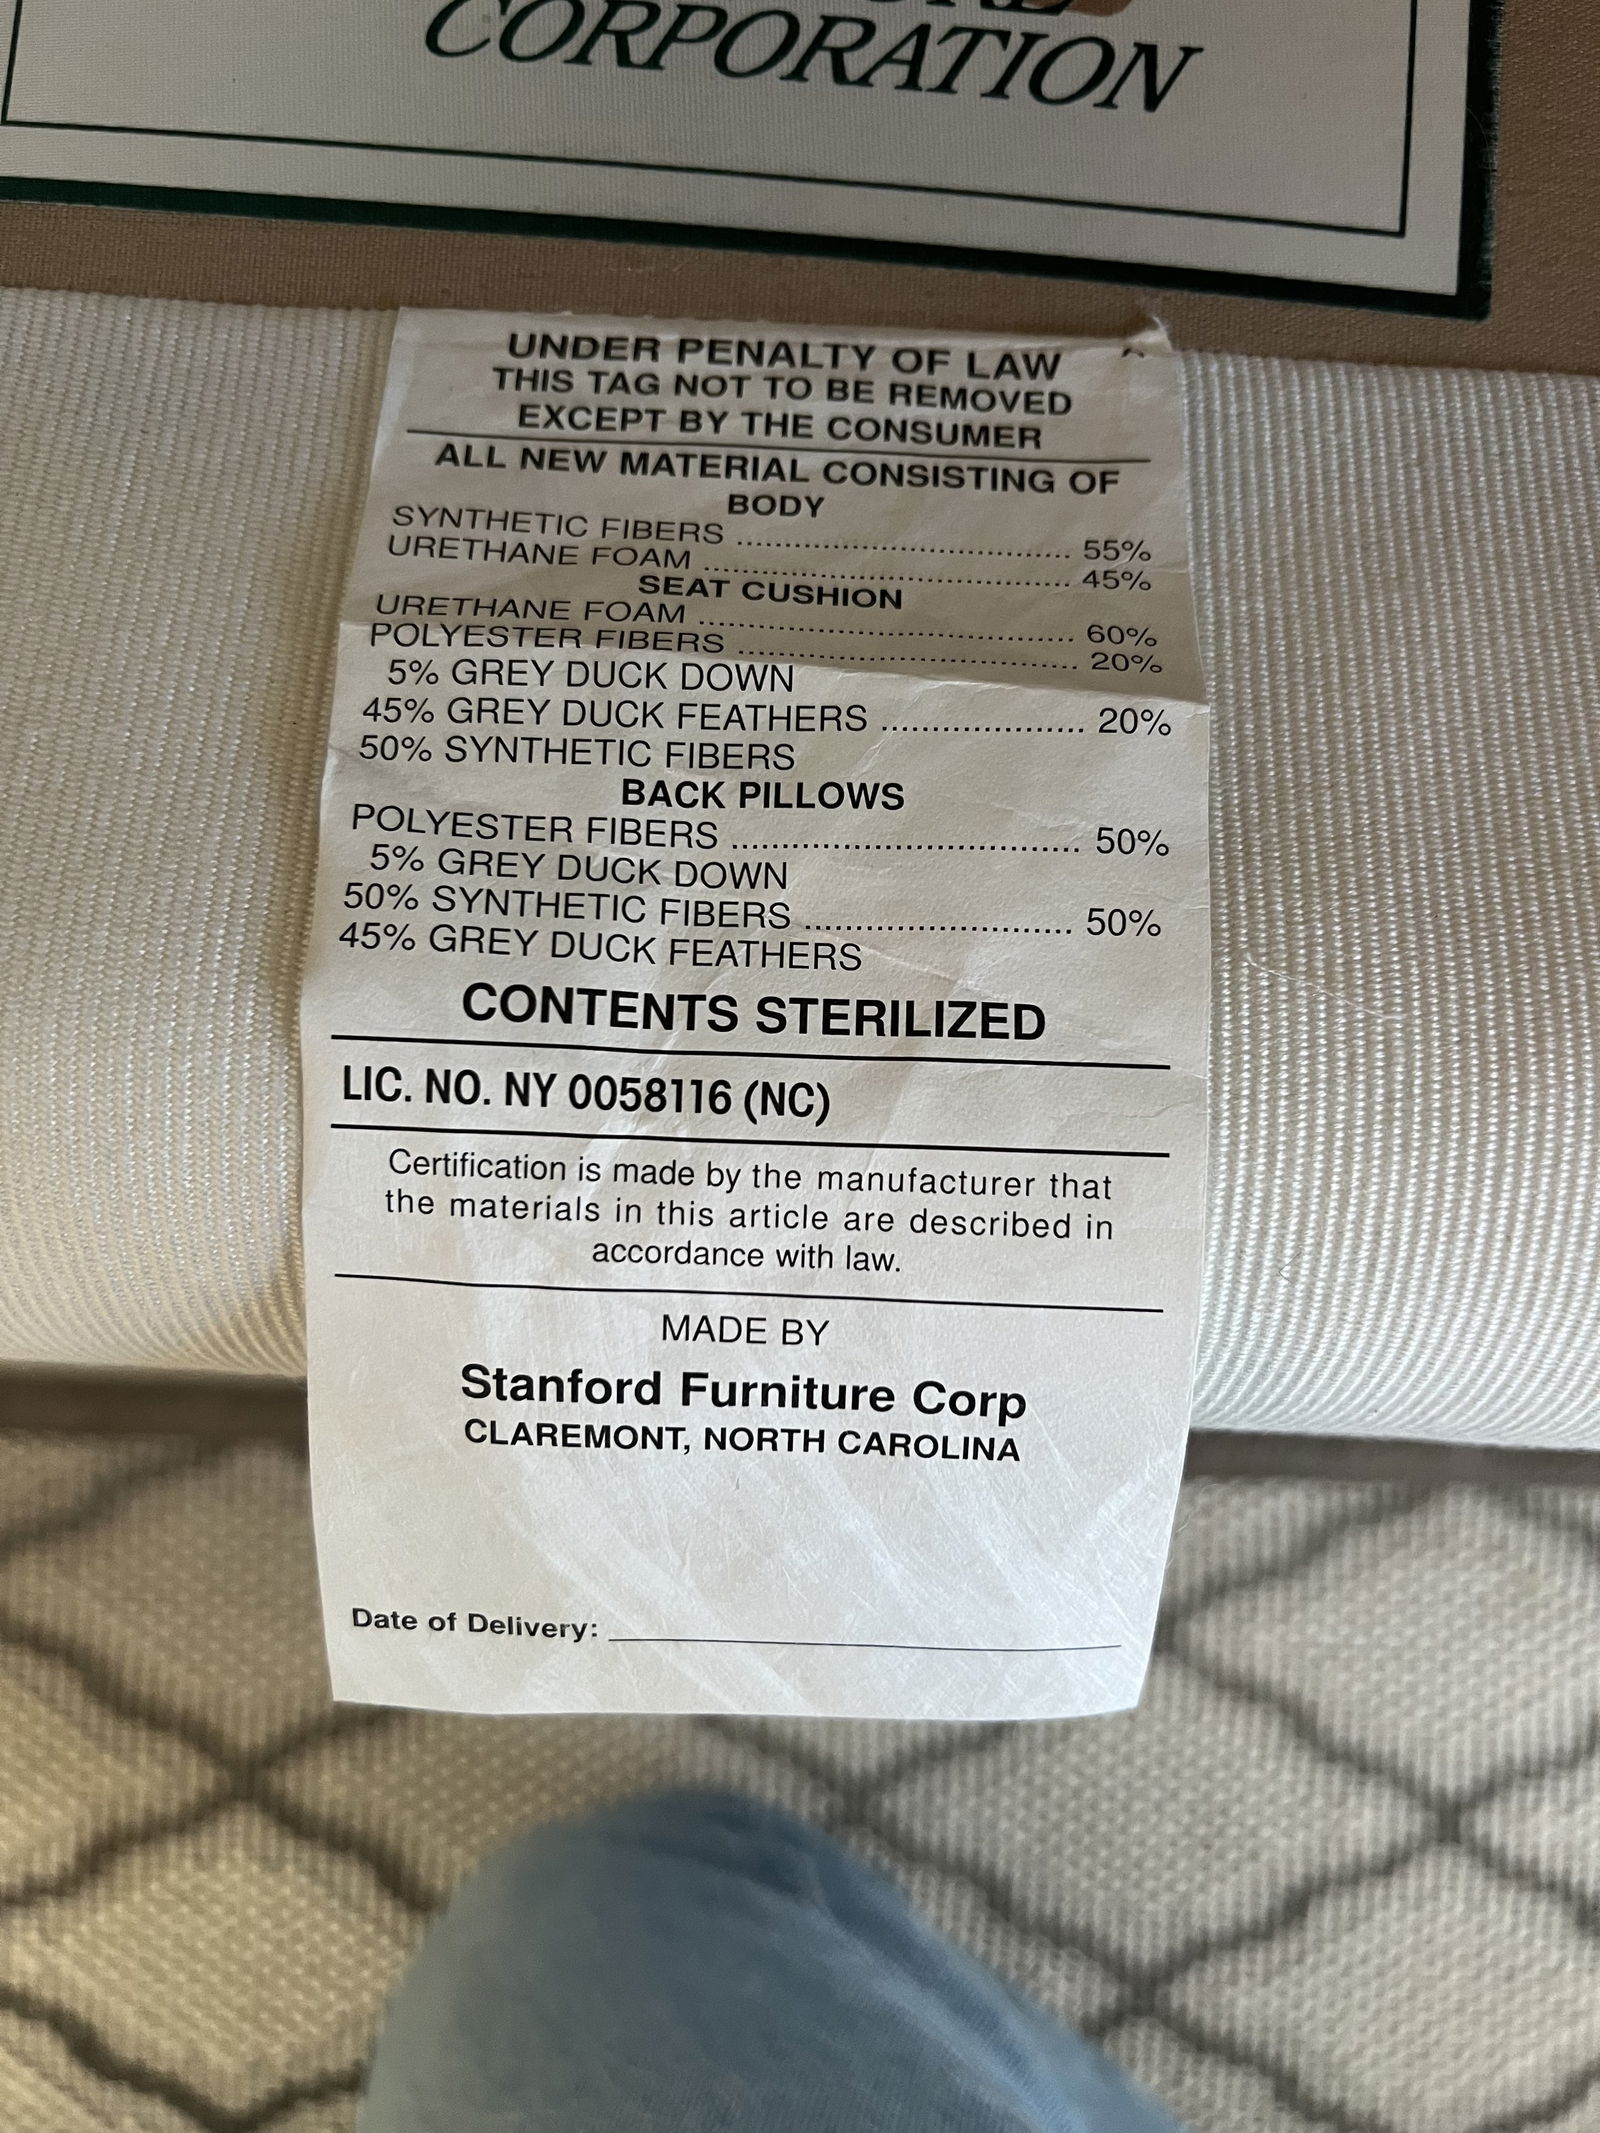 CORPORATION
UNDER PENALTY OF LAW
THIS TAG NOT TO BE REMOVED
EXCEPT BY THE CONSUMER
ALL NEW MATERIAL CONSISTING OF
BODY
SYNTHETIC FIBERS .................................. 55%
URETHANE FOAM ..................................... 45%
SEAT CUSHION
URETHANE FOAM ..................................... 60%
POLYESTER FIBERS .................................. 20%
5% GREY DUCK DOWN
45% GREY DUCK FEATHERS .................... 20%
50% SYNTHETIC FIBERS
BACK PILLOWS
POLYESTER FIBERS .................................. 50%
5% GREY DUCK DOWN
50% SYNTHETIC FIBERS .......................... 50%
45% GREY DUCK FEATHERS
CONTENTS STERILIZED
LIC. NO. NY 0058116 (NC)
Certification is made by the manufacturer that
the materials in this article are described in
accordance with law.
MADE BY
Stanford Furniture Corp
CLAREMONT, NORTH CAROLINA
Date of Delivery: